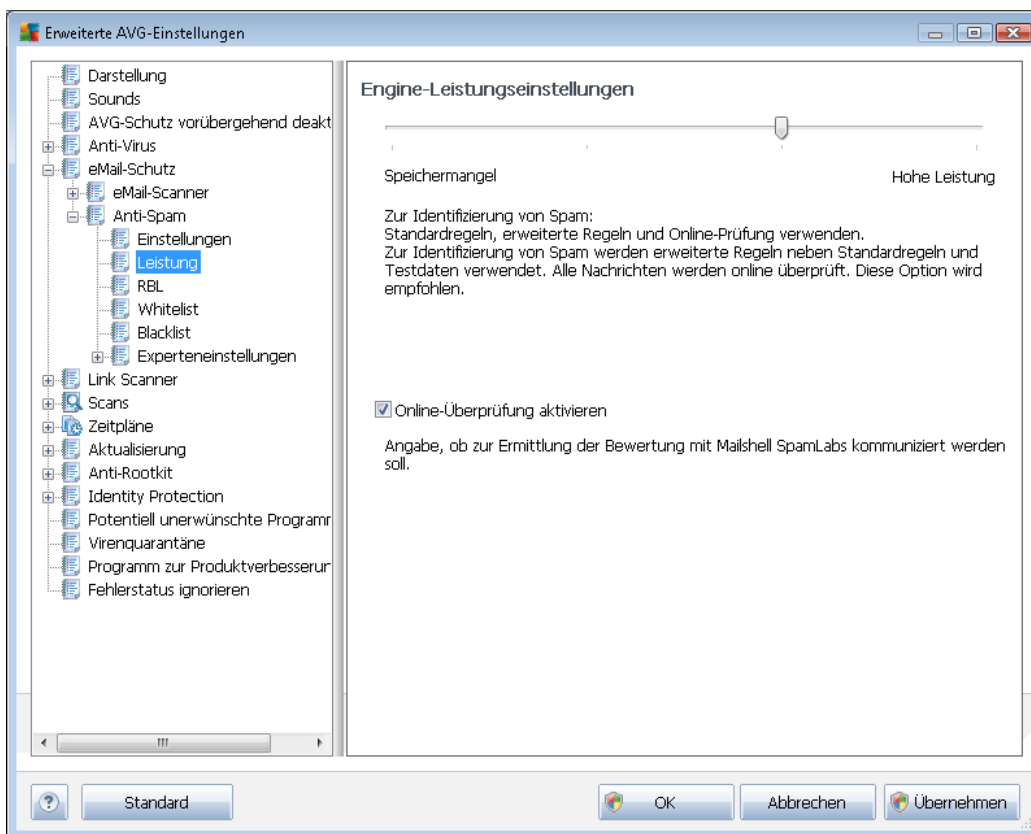 Erweiterte AVG-Einstellungen
Darstellung
Sounds
AVG-Schutz vorübergehend deakt
Anti-Virus
eMail-Schutz
eMail-Scanner
Anti-Spam
Einstellungen
Leistung
RBL
Whitelist
Blacklist
Experteneinstellungen
Link Scanner
Scans
Zeitpläne
Aktualisierung
Anti-Rootkit
Identity Protection
Potentiell unerwünschte Programm
Virenquarantäne
Programm zur Produktverbesserun
Fehlerstatus ignorieren
Engine-Leistungseinstellungen
Speichermangel
Hohe Leistung
Zur Identifizierung von Spam:
Standardregeln, erweiterte Regeln und Online-Prüfung verwenden.
Zur Identifizierung von Spam werden erweiterte Regeln neben Standardregeln und
Testdaten verwendet. Alle Nachrichten werden online überprüft. Diese Option wird
empfohlen.
Online-Überprüfung aktivieren
Angabe, ob zur Ermittlung der Bewertung mit Mailshell SpamLabs kommuniziert werden
soll.
?
Standard
OK
Abbrechen
Übernehmen